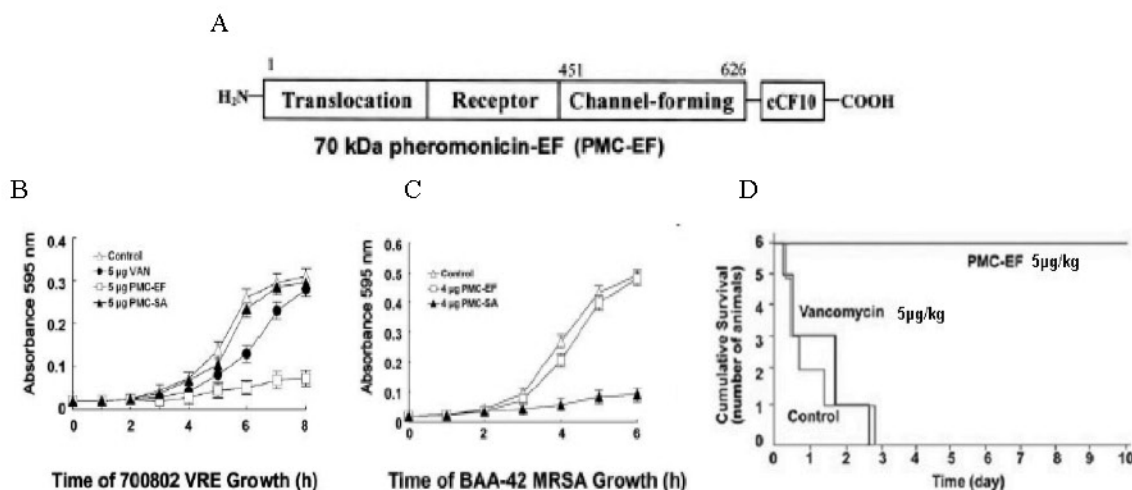 A
1 451 626
H₂N- Translocation Receptor Channel-forming cCF10 -COOH
70 kDa pheromonicin-EF (PMC-EF)
B
Absorbance 595 nm
0.4
0.3
0.2
0.1
0
Control
5 µg VAN
5 µg PMC-EF
5 µg PMC-SA
0 2 4 6 8
Time of 700802 VRE Growth (h)
C
Absorbance 595 nm
0.6
0.5
0.4
0.3
0.2
0.1
0
Control
4 µg PMC-EF
4 µg PMC-SA
0 2 4 6
Time of BAA-42 MRSA Growth (h)
D
Cumulative Survival
(number of animals)
6
5
4
3
2
1
0
PMC-EF 5µg/kg
Vancomycin 5µg/kg
Control
0 1 2 3 4 5 6 7 8 9 10
Time (day)